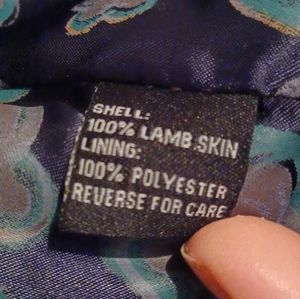 SHELL:
100% LAMB SKIN
LINING:
100% POLYESTER
REVERSE FOR CARE